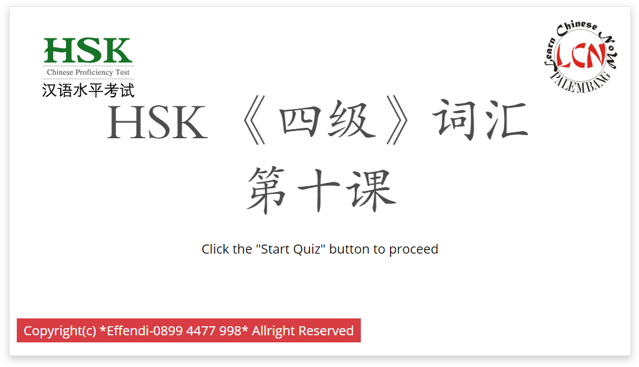 HSK
Chinese Proficiency Test
汉语水平考试
Learn Chinese NoW
LCN
PALEMBANG
HSK 《四级》词汇
第十课
Click the "Start Quiz" button to proceed
Copyright(c) *Effendi-0899 4477 998* Allright Reserved